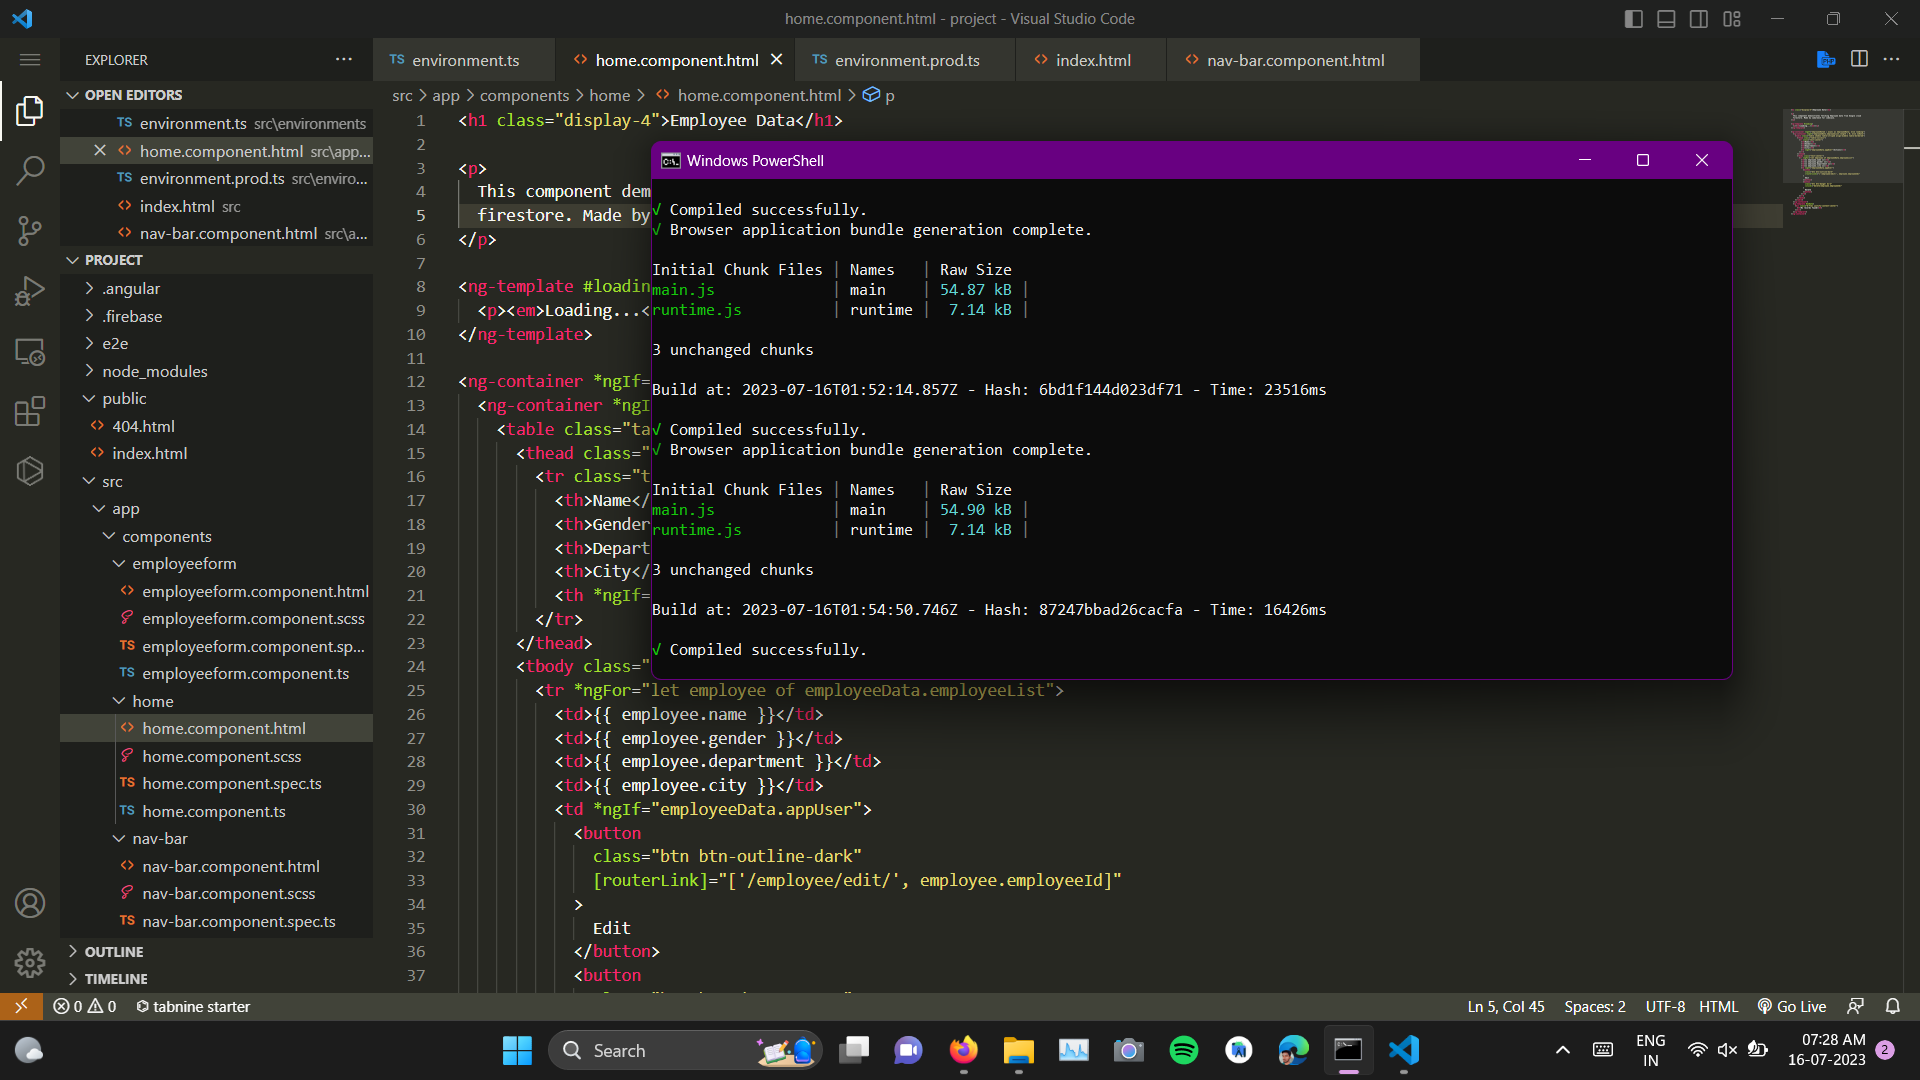 home.component.html - project - Visual Studio Code
EXPLORER
environment.ts
home.component.html
environment.prod.ts
index.html
nav-bar.component.html
src > app > components > home > home.component.html > p
OPEN EDITORS
environment.ts src\environments
home.component.html src\app...
environment.prod.ts src\enviro...
index.html src
nav-bar.component.html src\a...
PROJECT
.angular
.firebase
e2e
node_modules
public
404.html
index.html
src
app
components
employeeform
employeeform.component.html
employeeform.component.scss
employeeform.component.sp...
employeeform.component.ts
home
home.component.html
home.component.scss
home.component.spec.ts
home.component.ts
nav-bar
nav-bar.component.html
nav-bar.component.scss
nav-bar.component.spec.ts
OUTLINE
TIMELINE
1 <h1 class="display-4">Employee Data</h1>
2
3 <p>
4 This component dem
5 firestore. Made by
6 </p>
7
8 <ng-template #loadin
9 <p><em>Loading...<
10 </ng-template>
11
12 <ng-container *ngIf=
13 <ng-container *ngI
14 <table class="ta
15 <thead class="
16 <tr class="t
17 <th>Name</
18 <th>Gender
19 <th>Depart
20 <th>City</
21 <th *ngIf=
22 </tr>
23 </thead>
24 <tbody class="
25 <tr *ngFor="let employee of employeeData.employeeList">
26 <td>{{ employee.name }}</td>
27 <td>{{ employee.gender }}</td>
28 <td>{{ employee.department }}</td>
29 <td>{{ employee.city }}</td>
30 <td *ngIf="employeeData.appUser">
31 <button
32 class="btn btn-outline-dark"
33 [routerLink]="['/employee/edit/', employee.employeeId]"
34 >
35 Edit
36 </button>
37 <button
Windows PowerShell
√ Compiled successfully.
√ Browser application bundle generation complete.
Initial Chunk Files | Names | Raw Size
main.js | main | 54.87 kB |
runtime.js | runtime | 7.14 kB |
3 unchanged chunks
Build at: 2023-07-16T01:52:14.857Z - Hash: 6bd1f144d023df71 - Time: 23516ms
√ Compiled successfully.
√ Browser application bundle generation complete.
Initial Chunk Files | Names | Raw Size
main.js | main | 54.90 kB |
runtime.js | runtime | 7.14 kB |
3 unchanged chunks
Build at: 2023-07-16T01:54:50.746Z - Hash: 87247bbad26cacfa - Time: 16426ms
√ Compiled successfully.
0 0 tabnine starter
Ln 5, Col 45 Spaces: 2 UTF-8 HTML Go Live
Search
ENG
IN
07:28 AM
16-07-2023
2